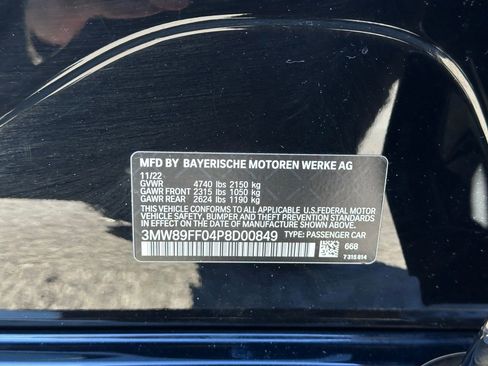 MFD BY BAYERISCHE MOTOREN WERKE AG
11/22
GVWR 4740 lbs 2150 kg
GAWR FRONT 2315 lbs 1050 kg
GAWR REAR 2624 lbs 1190 kg
THIS VEHICLE CONFORMS TO ALL APPLICABLE U.S.FEDERAL MOTOR
VEHICLE SAFETY, BUMPER AND THEFT PREVENTION STANDARDS
IN EFFECT ON THE DATE OF MANUFACTURE SHOWN ABOVE.
3MW89FF04P8D00849 TYPE: PASSENGER CAR
668
7 315 814